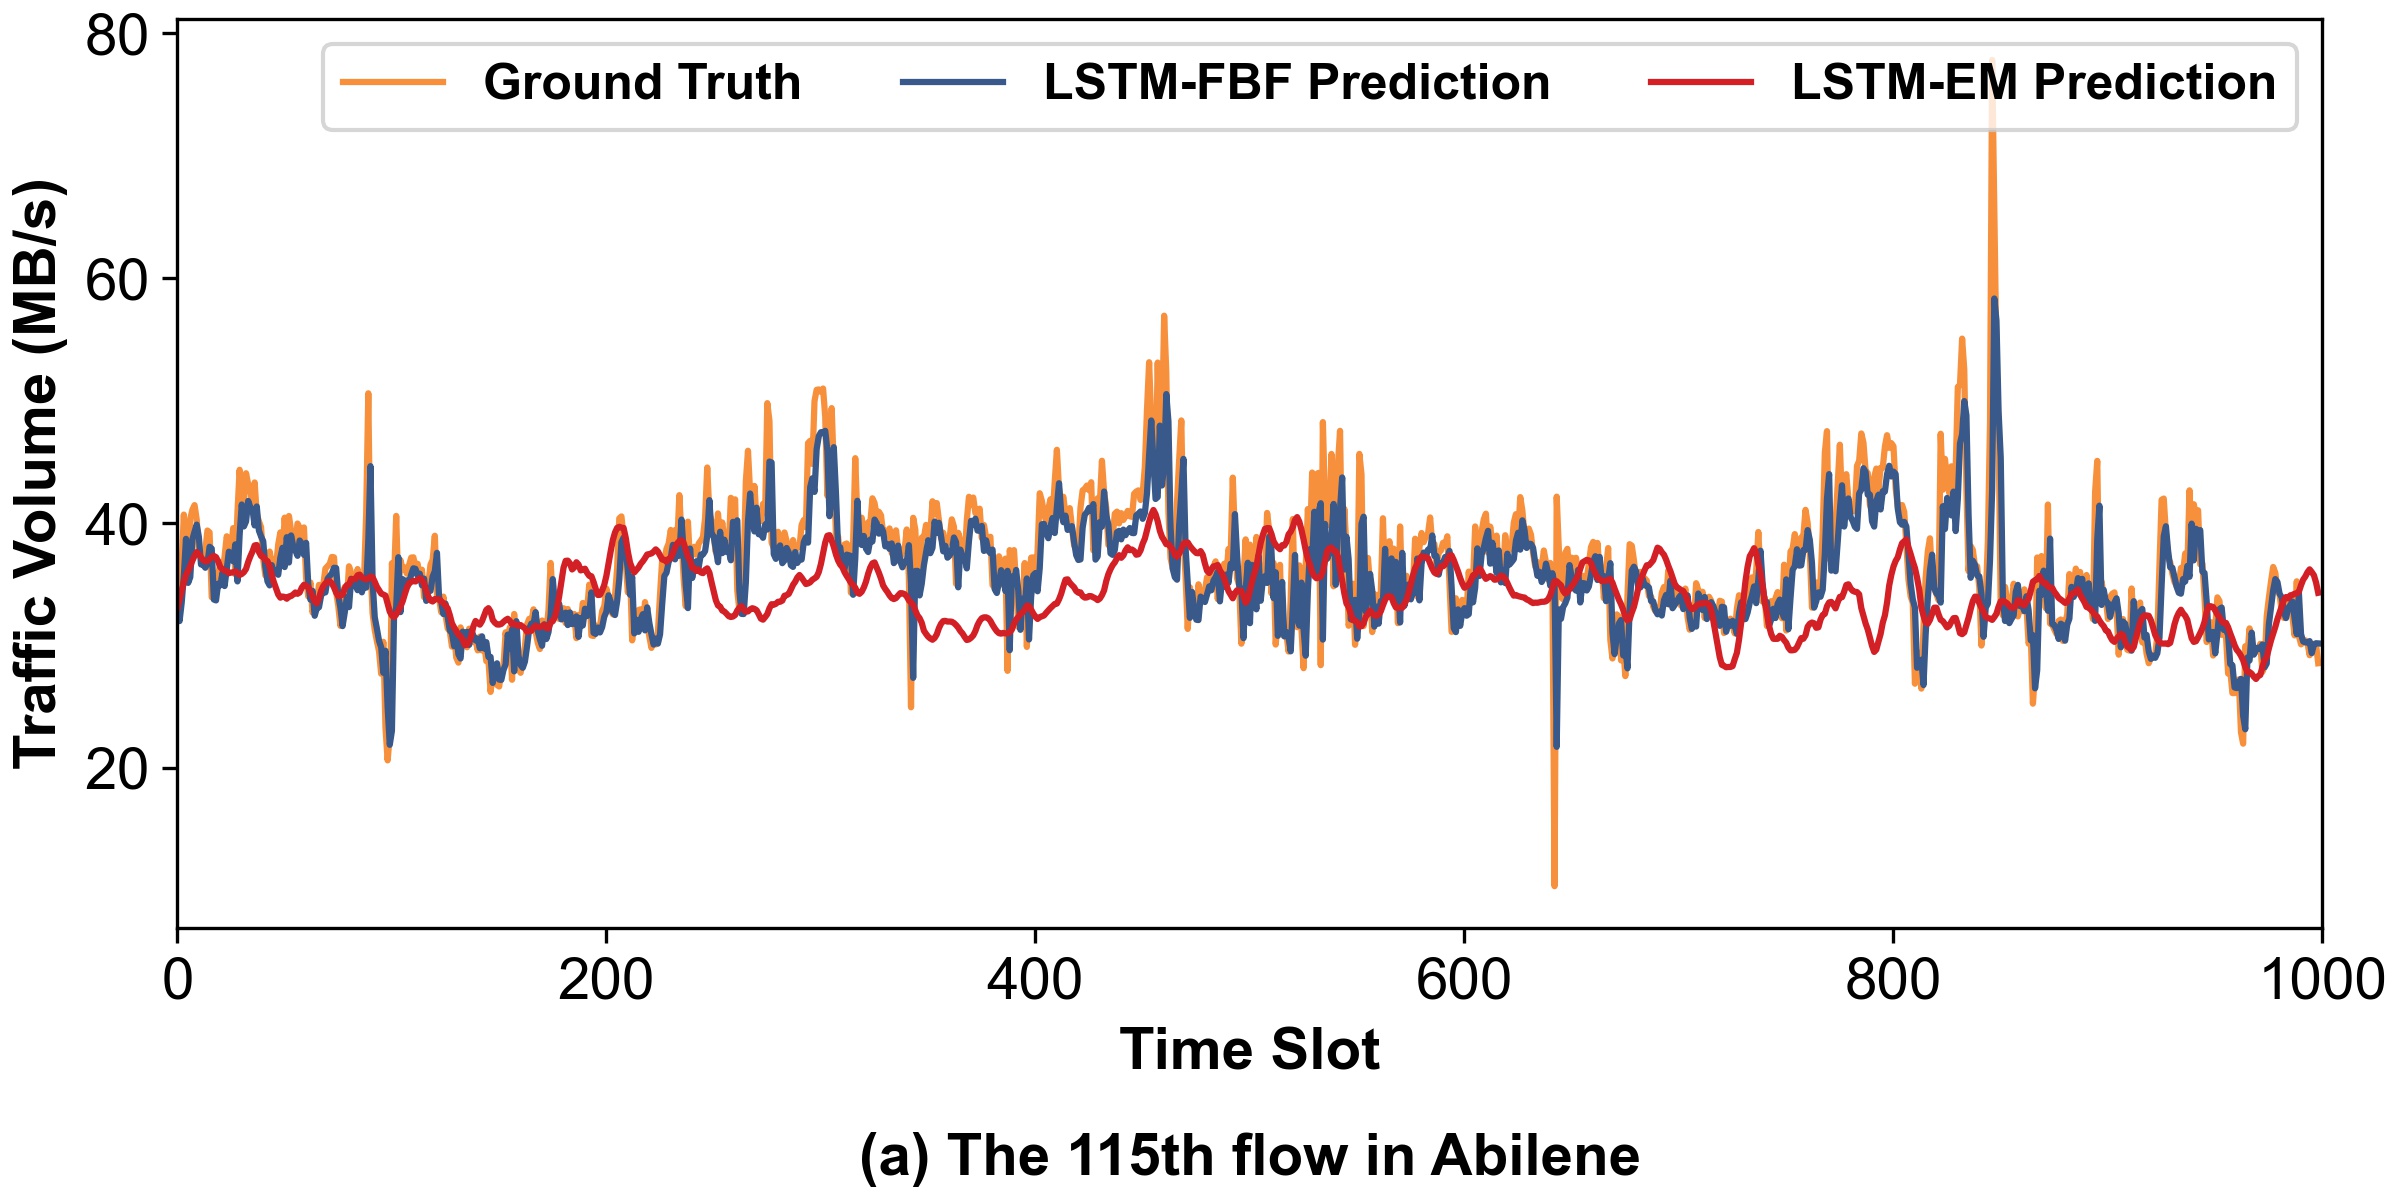 80
60
40
20
Traffic Volume (MB/s)
Ground Truth LSTM-FBF Prediction LSTM-EM Prediction
0 200 400 600 800 1000
Time Slot
(a) The 115th flow in Abilene